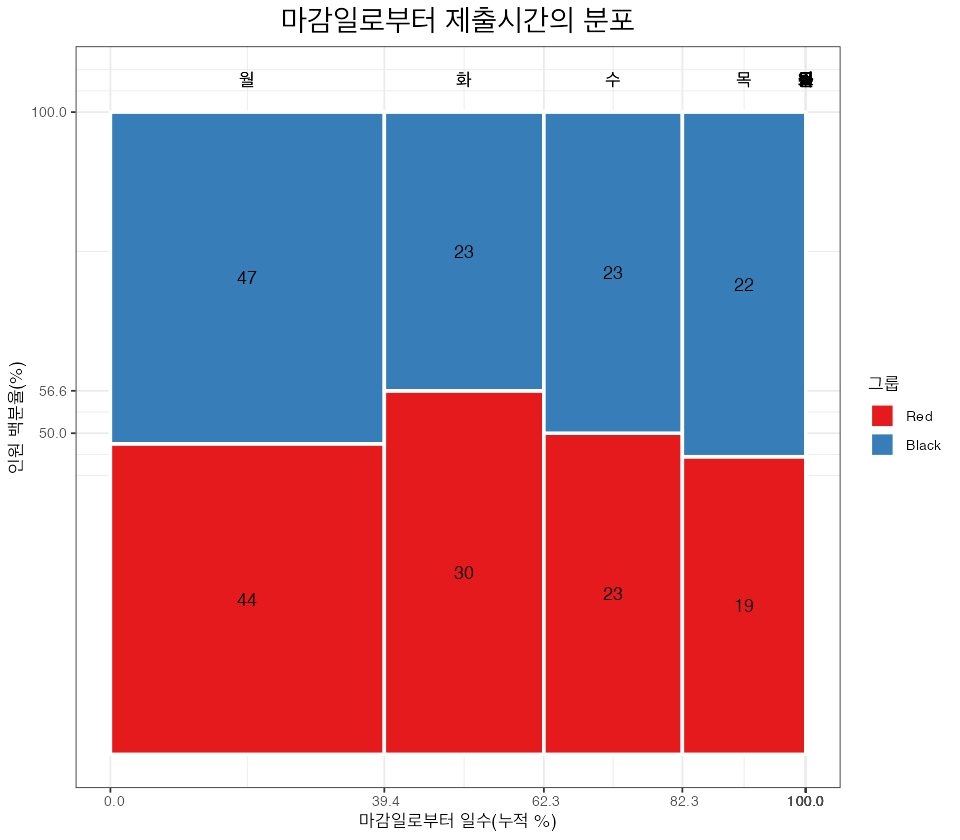 마감일로부터 제출시간의 분포
월 화 수 목
100.0
56.6
50.0
인원 백분율(%)
47 23 23 22
44 30 23 19
0.0 39.4 62.3 82.3
마감일로부터 일수(누적 %)
그룹
Red
Black